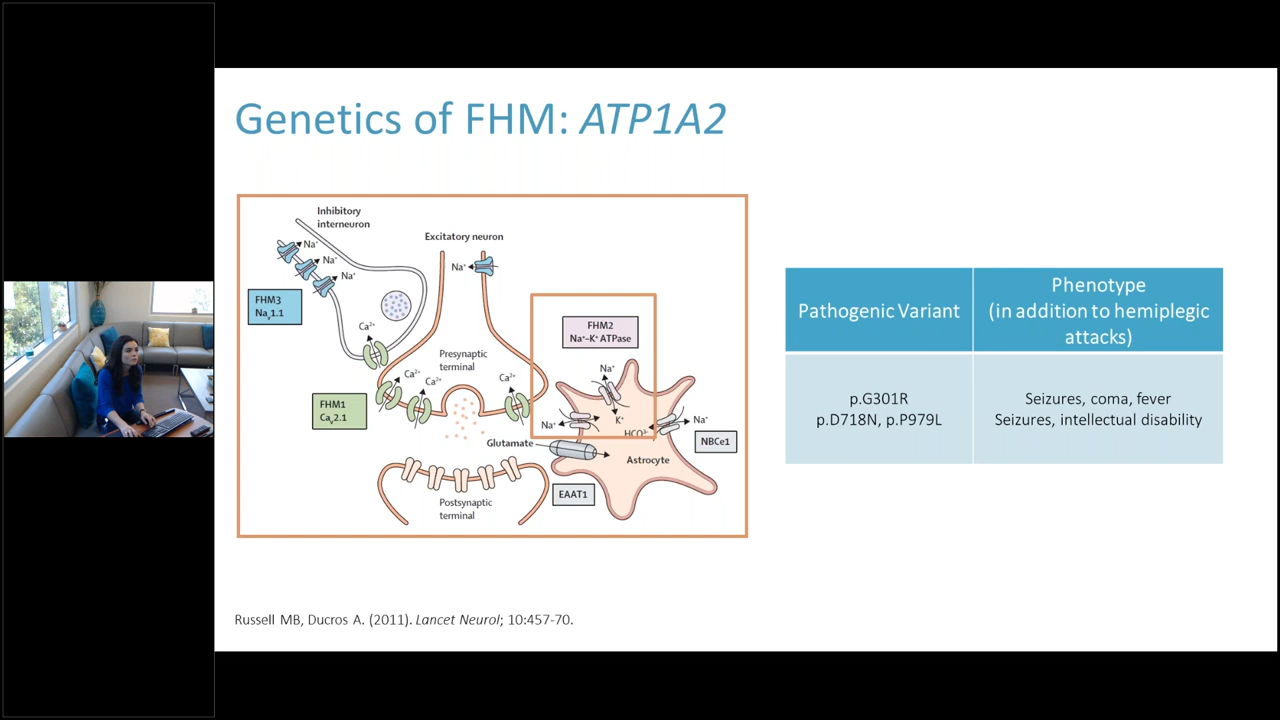 Genetics of FHM: ATP1A2
Inhibitory
interneuron
Excitatory neuron
Na⁺
Na⁺
Na⁺
Na⁺
FHM3
Naᵥ1.1
FHM2
Na⁺–K⁺ ATPase
Ca²⁺
Presynaptic
terminal
Ca²⁺
Ca²⁺
Ca²⁺
Na⁺
FHM1
Caᵥ2.1
K⁺
Na⁺
HCO³⁻
Na⁺
NBCe1
Glutamate
Astrocyte
EAAT1
Postsynaptic
terminal
Pathogenic Variant
Phenotype
(in addition to hemiplegic
attacks)
p.G301R
Seizures, coma, fever
p.D718N, p.P979L
Seizures, intellectual disability
Russell MB, Ducros A. (2011). Lancet Neurol; 10:457-70.